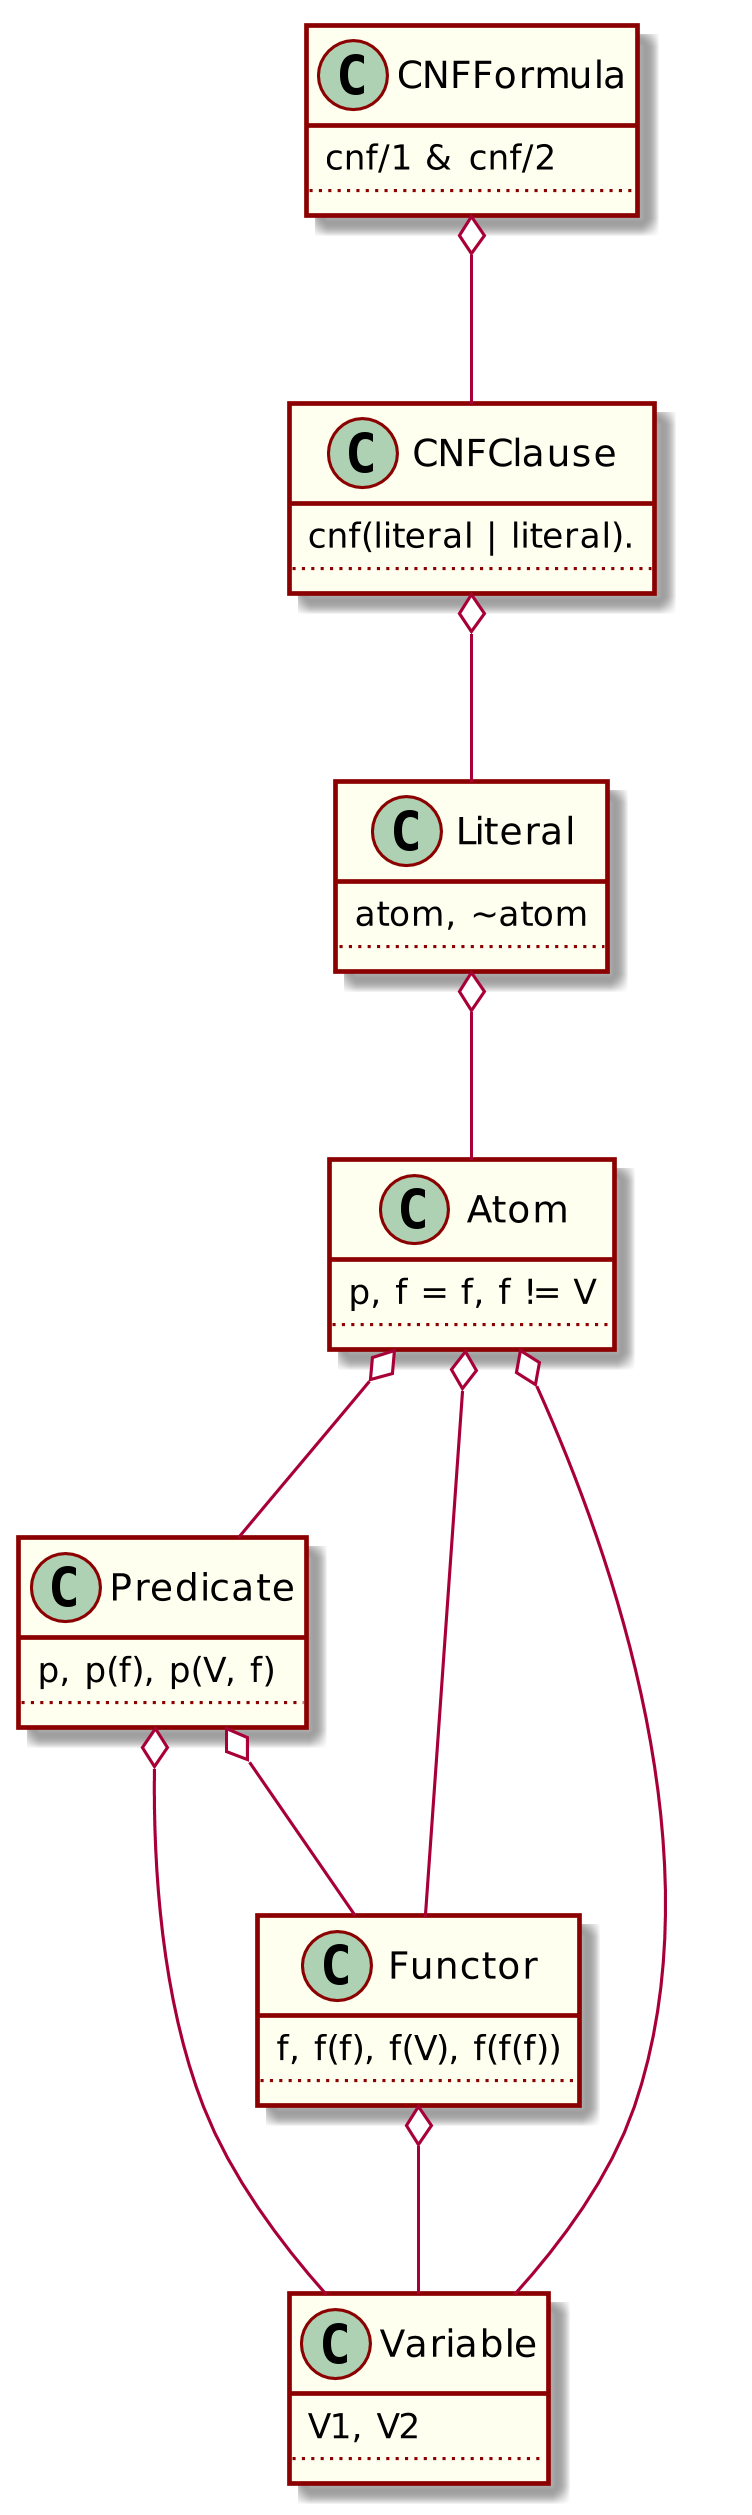 C CNFFormula
cnf/1 & cnf/2
C CNFClause
cnf(literal | literal).
C Literal
atom, ~atom
C Atom
p, f = f, f != V
C Predicate
p, p(f), p(V, f)
C Functor
f, f(f), f(V), f(f(f))
C Variable
V1, V2